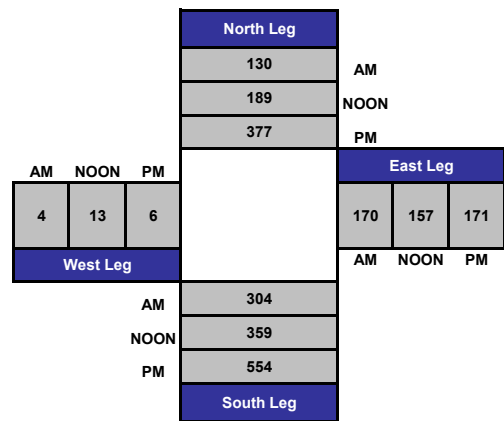 North Leg
130 AM
189 NOON
377 PM
East Leg
AM NOON PM
4 13 6
170 157 171
West Leg
AM NOON PM
AM 304
NOON 359
PM 554
South Leg